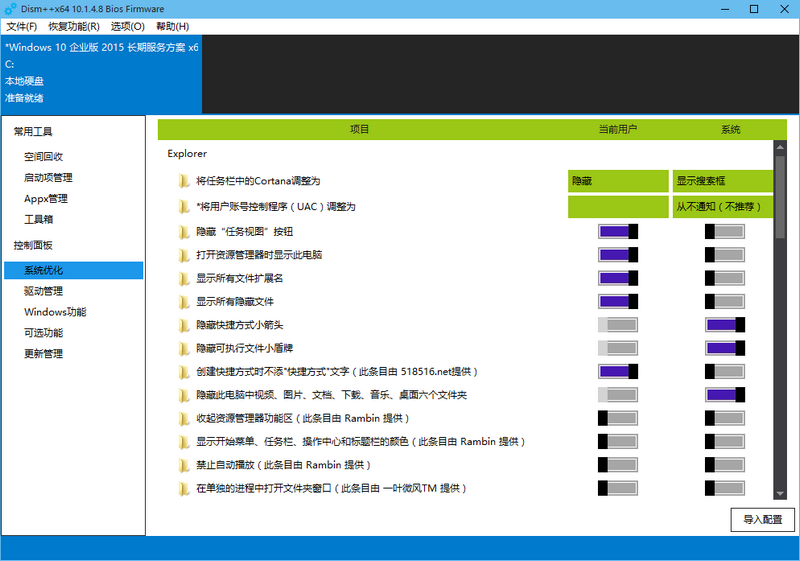 Dism++x64 10.1.4.8 Bios Firmware
文件(F) 恢复功能(R) 选项(O) 帮助(H)
*Windows 10 企业版 2015 长期服务方案 x6
C:
本地硬盘
准备就绪
常用工具
空间回收
启动项管理
Appx管理
工具箱
控制面板
系统优化
驱动管理
Windows功能
可选功能
更新管理
项目 当前用户 系统
Explorer
将任务栏中的Cortana调整为 隐藏 显示搜索框
*将用户账号控制程序（UAC）调整为 从不通知（不推荐）
隐藏“任务视图”按钮
打开资源管理器时显示此电脑
显示所有文件扩展名
显示所有隐藏文件
隐藏快捷方式小箭头
隐藏可执行文件小盾牌
创建快捷方式时不添"快捷方式"文字（此条目由 518516.net提供）
隐藏此电脑中视频、图片、文档、下载、音乐、桌面六个文件夹
收起资源管理器功能区（此条目由 Rambin 提供）
显示开始菜单、任务栏、操作中心和标题栏的颜色（此条目由 Rambin 提供）
禁止自动播放（此条目由 Rambin 提供）
在单独的进程中打开文件夹窗口（此条目由 一叶微风TM 提供）
导入配置